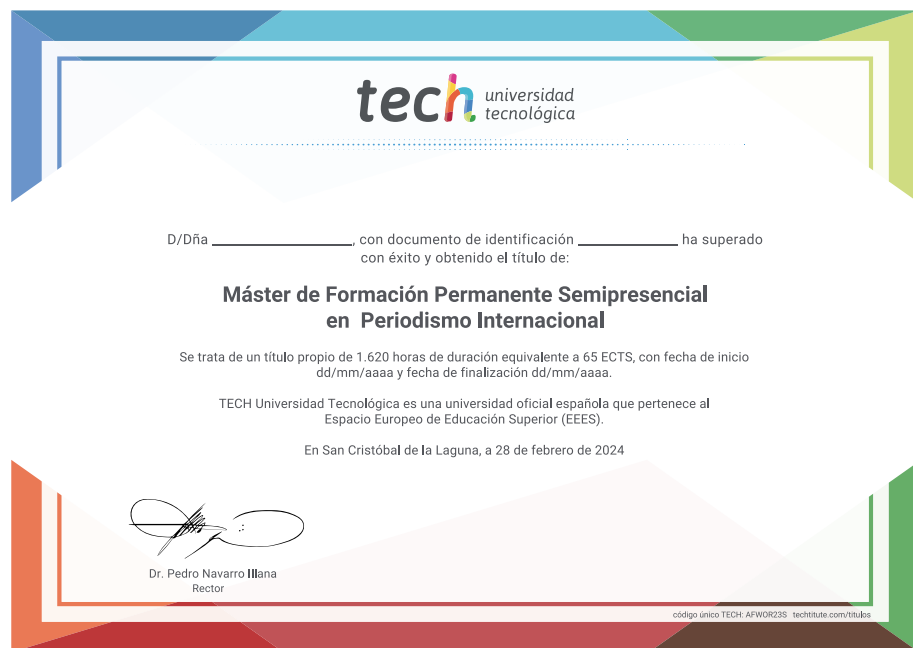 tech universidad
tecnológica
D/Dña ____________, con documento de identificación ____________ ha superado
con éxito y obtenido el título de:
Máster de Formación Permanente Semipresencial
en Periodismo Internacional
Se trata de un título propio de 1.620 horas de duración equivalente a 65 ECTS, con fecha de inicio
dd/mm/aaaa y fecha de finalización dd/mm/aaaa.
TECH Universidad Tecnológica es una universidad oficial española que pertenece al
Espacio Europeo de Educación Superior (EEES).
En San Cristóbal de la Laguna, a 28 de febrero de 2024
Dr. Pedro Navarro Illana
Rector
código único TECH: AFWOR23S techtitute.com/titulos